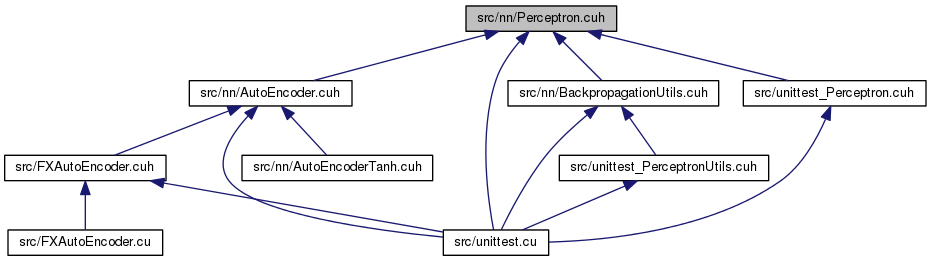 src/nn/Perceptron.cuh
src/nn/AutoEncoder.cuh
src/nn/BackpropagationUtils.cuh
src/unittest_Perceptron.cuh
src/FXAutoEncoder.cuh
src/nn/AutoEncoderTanh.cuh
src/unittest_PerceptronUtils.cuh
src/FXAutoEncoder.cu
src/unittest.cu